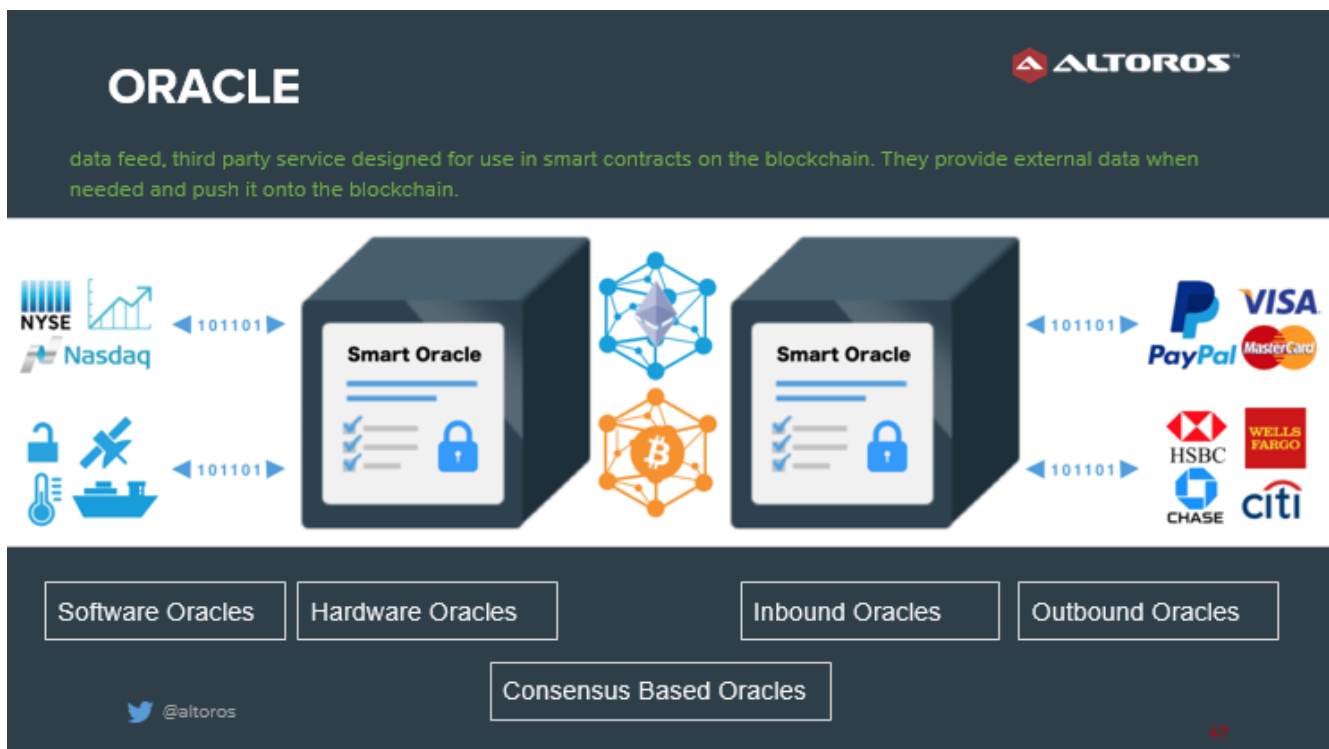 ORACLE
ALTOROS™
data feed, third party service designed for use in smart contracts on the blockchain. They provide external data when
needed and push it onto the blockchain.
NYSE
Nasdaq
101101
101101
Smart Oracle
Smart Oracle
101101
101101
PayPal
VISA
MasterCard
HSBC
WELLS
FARGO
CHASE
citi
Software Oracles
Hardware Oracles
Inbound Oracles
Outbound Oracles
Consensus Based Oracles
@altoros
47